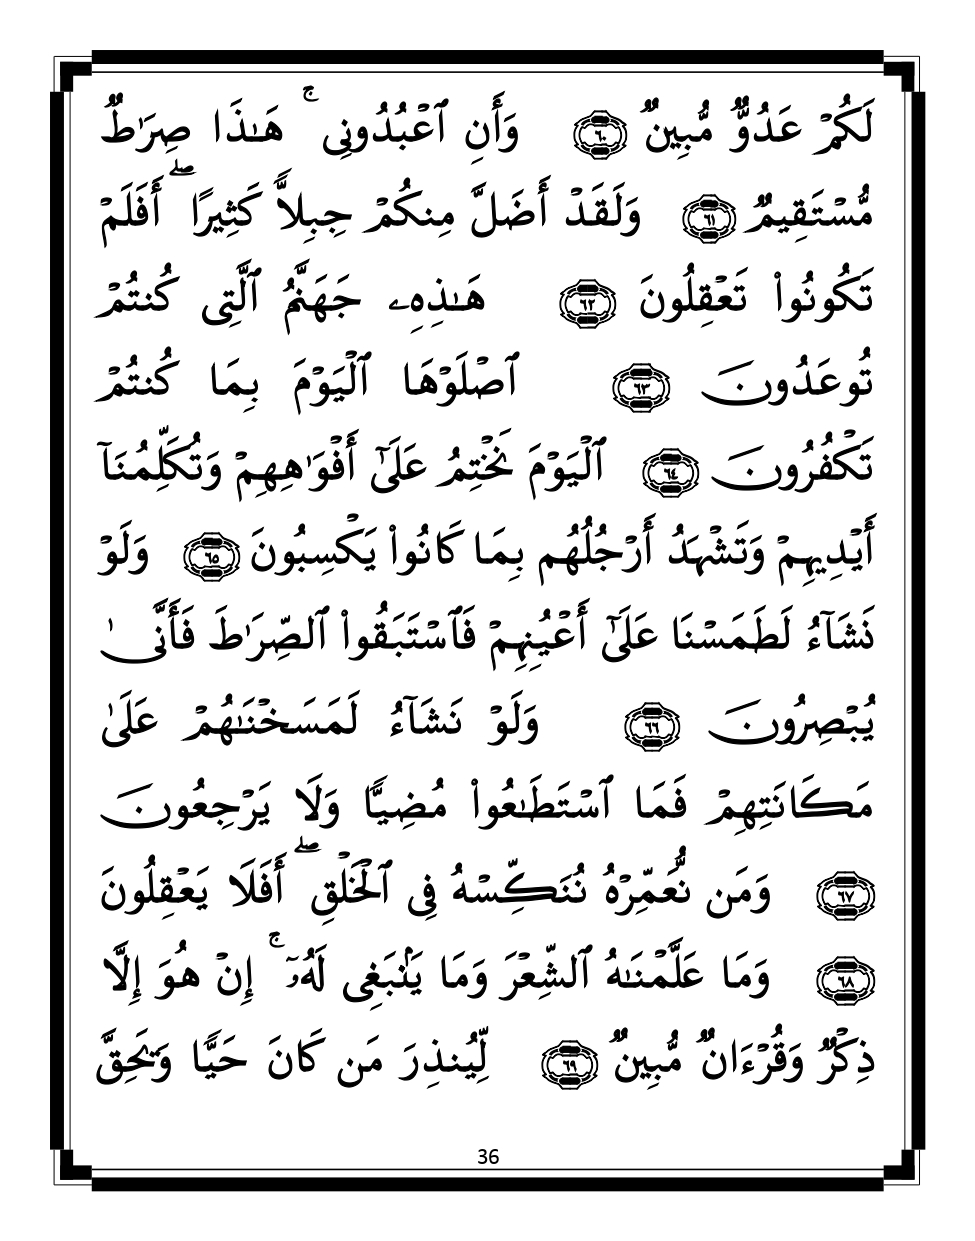 لَكُمْ عَدُوٌّ مُّبِينٌ ٦٠ وَأَنِ ٱعْبُدُونِى ۚ هَـٰذَا صِرَٰطٌ
مُّسْتَقِيمٌ ٦١ وَلَقَدْ أَضَلَّ مِنكُمْ جِبِلًّا كَثِيرًا ۖ أَفَلَمْ
تَكُونُوا۟ تَعْقِلُونَ ٦٢ هَـٰذِهِۦ جَهَنَّمُ ٱلَّتِى كُنتُمْ
تُوعَدُونَ ٦٣ ٱصْلَوْهَا ٱلْيَوْمَ بِمَا كُنتُمْ
تَكْفُرُونَ ٦٤ ٱلْيَوْمَ نَخْتِمُ عَلَىٰٓ أَفْوَٰهِهِمْ وَتُكَلِّمُنَآ
أَيْدِيهِمْ وَتَشْهَدُ أَرْجُلُهُم بِمَا كَانُوا۟ يَكْسِبُونَ ٦٥ وَلَوْ
نَشَآءُ لَطَمَسْنَا عَلَىٰٓ أَعْيُنِهِمْ فَٱسْتَبَقُوا۟ ٱلصِّرَٰطَ فَأَنَّىٰ
يُبْصِرُونَ ٦٦ وَلَوْ نَشَآءُ لَمَسَخْنَـٰهُمْ عَلَىٰ
مَكَانَتِهِمْ فَمَا ٱسْتَطَـٰعُوا۟ مُضِيًّا وَلَا يَرْجِعُونَ
٦٧ وَمَن نُّعَمِّرْهُ نُنَكِّسْهُ فِى ٱلْخَلْقِ ۖ أَفَلَا يَعْقِلُونَ
٦٨ وَمَا عَلَّمْنَـٰهُ ٱلشِّعْرَ وَمَا يَنۢبَغِى لَهُۥٓ ۚ إِنْ هُوَ إِلَّا
ذِكْرٌ وَقُرْءَانٌ مُّبِينٌ ٦٩ لِّيُنذِرَ مَن كَانَ حَيًّا وَيَحِقَّ
36